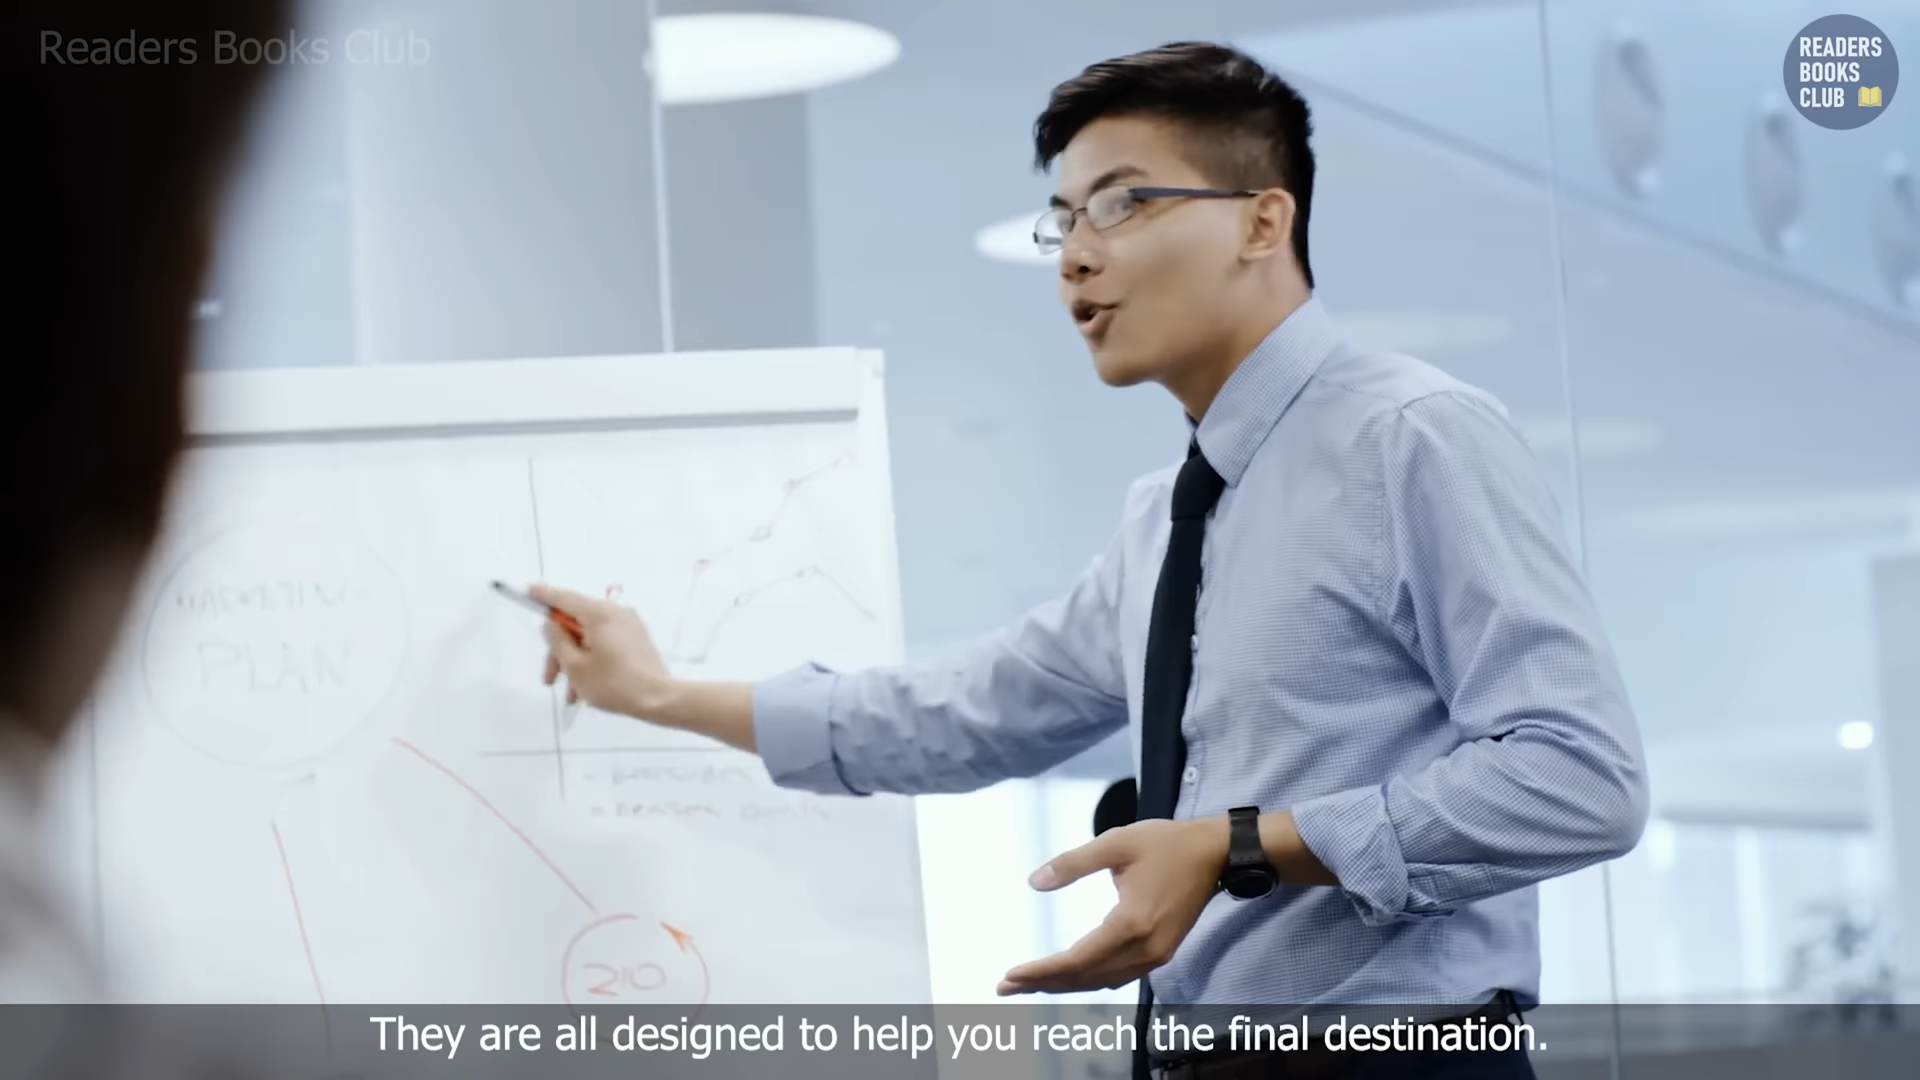 Readers Books Club
READERS
BOOKS
CLUB
MARKETING
PLAN
210
They are all designed to help you reach the final destination.